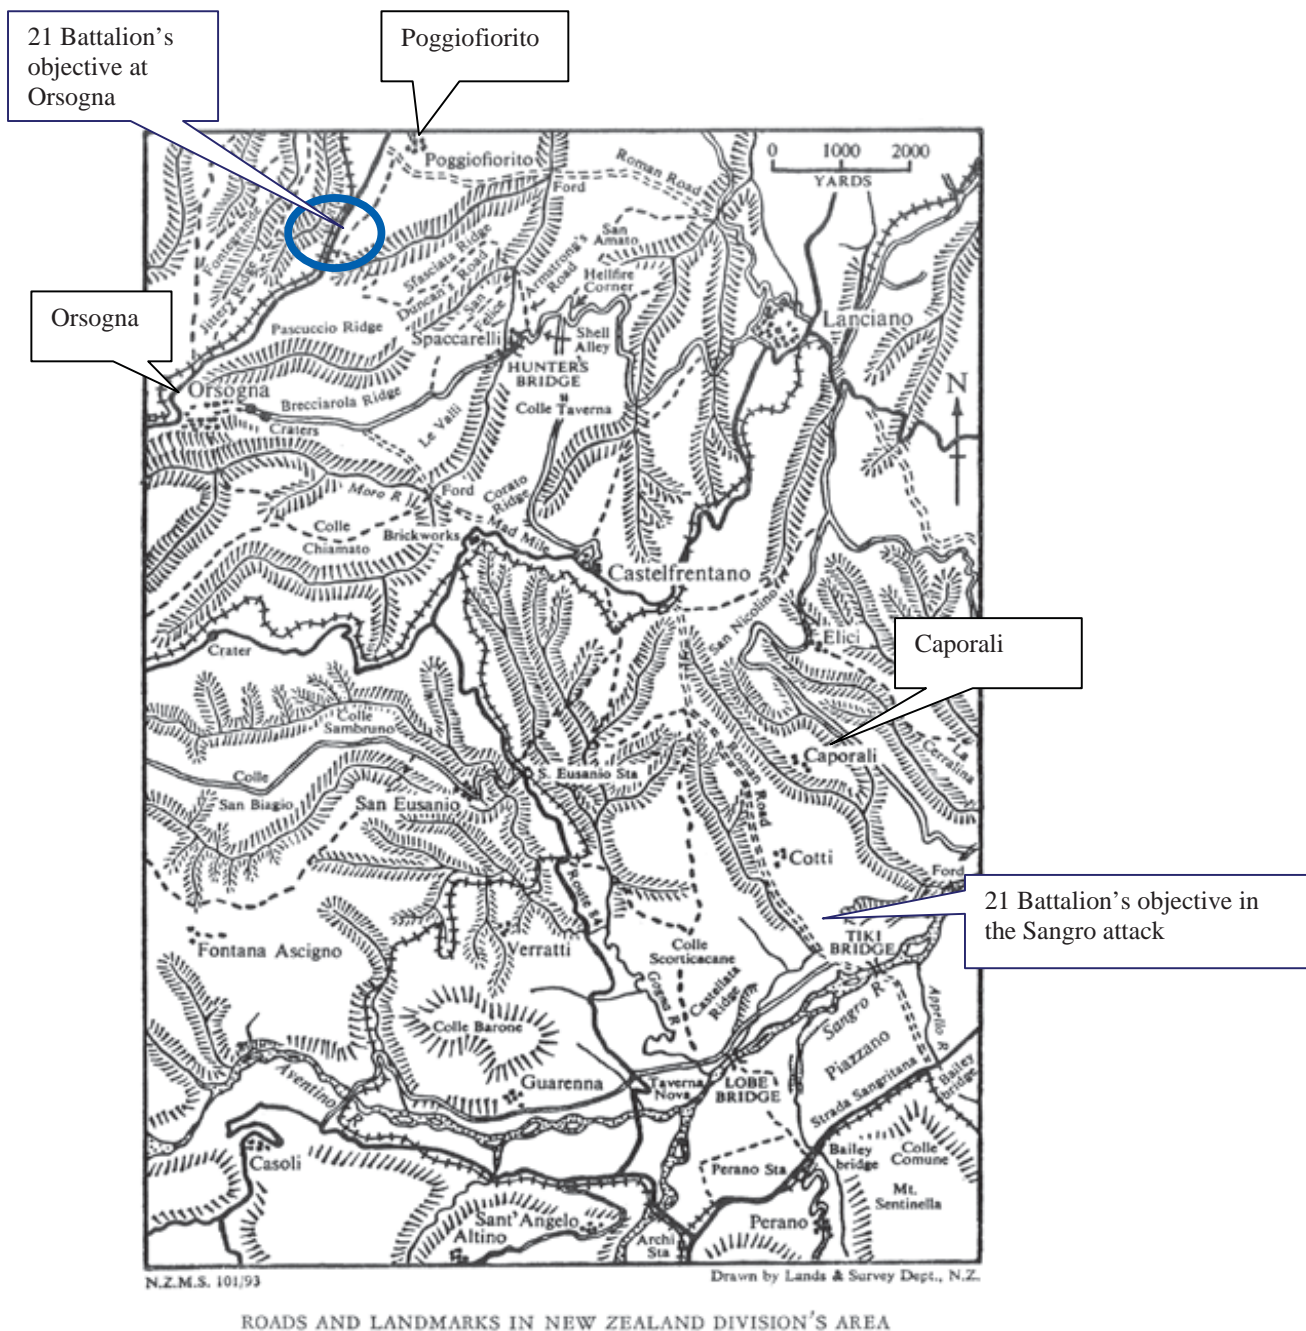 21 Battalion's
objective at
Orsogna
Poggiofiorito
Poggiofiorito
Roman Road
0 1000 2000
YARDS
Ford
Fontegrande
Jittery Ridge
Sfasciata Ridge
Duncan's Road
San Felice
Armstrong's
Road
San
Amato
Hellfire
Corner
Orsogna
Pascuccio Ridge
Spaccarelli
Shell
Alley
Lanciano
HUNTER'S
BRIDGE
N
Orsogna
Brecciarola Ridge
Colle Taverna
Craters
Le Valli
Moro R
Ford
Corato
Ridge
Colle
Chiamato
Brickworks
Mad Mile
Castelfrentano
San Nicolino
Elici
Caporali
Crater
Colle
Sambruno
Roman Road
Caporali
La
Cerratina
Colle
S. Eusanio Sta
San Biagio
San Eusanio
Cotti
Ford
Route 84
21 Battalion's objective in
the Sangro attack
Fontana Ascigno
Verratti
Colle
Scorticacane
TIKI
BRIDGE
Castellata
Ridge
Gogna R
Sangro R
Appello R
Colle Barone
Piazzano
Aventino R
Guarenna
Taverna
Nova
LOBE
BRIDGE
Strada Sangritana
Bailey
bridge
Casoli
Perano Sta
Bailey
bridge
Colle
Comune
Mt.
Sentinella
Sant'Angelo
Altino
Archi
Sta
Perano
N.Z.M.S. 101/93
Drawn by Lands & Survey Dept., N.Z.
ROADS AND LANDMARKS IN NEW ZEALAND DIVISION'S AREA